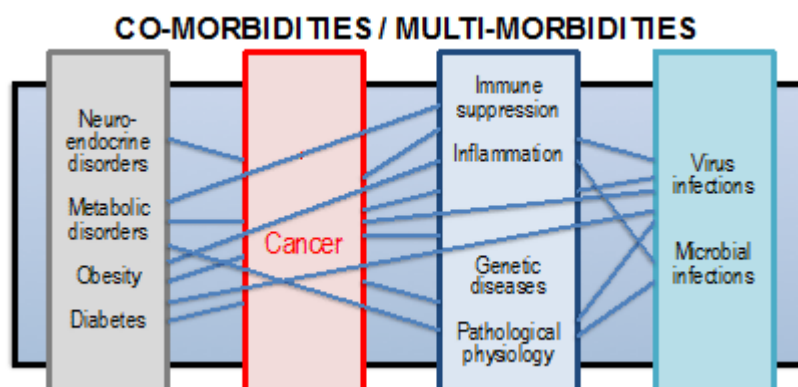 CO-MORBIDITIES / MULTI-MORBIDITIES
Neuro-
endocrine
disorders
Metabolic
disorders
Obesity
Diabetes
Cancer
Immune
suppression
Inflammation
Genetic
diseases
Pathological
physiology
Virus
infections
Microbial
infections